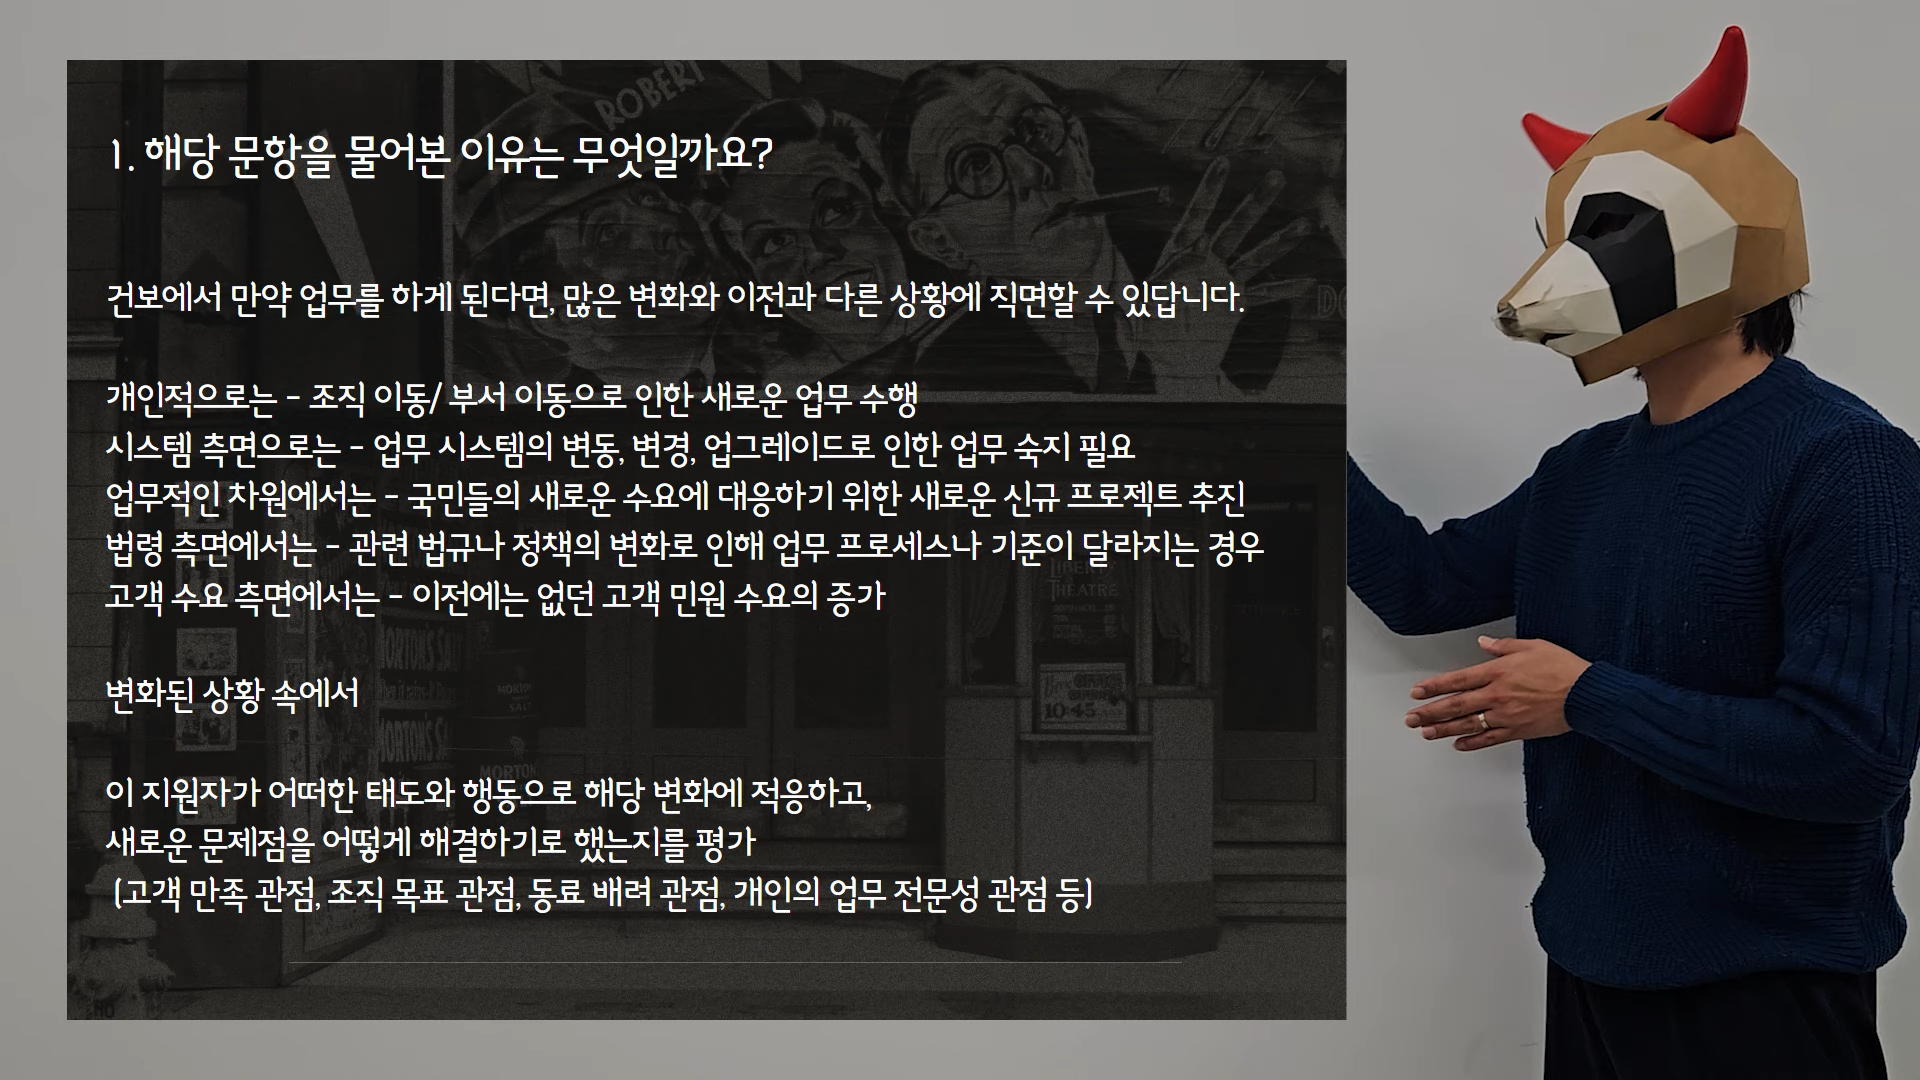 1. 해당 문항을 물어본 이유는 무엇일까요?
건보에서 만약 업무를 하게 된다면, 많은 변화와 이전과 다른 상황에 직면할 수 있답니다.
개인적으로는 - 조직 이동/ 부서 이동으로 인한 새로운 업무 수행
시스템 측면으로는 - 업무 시스템의 변동, 변경, 업그레이드로 인한 업무 숙지 필요
업무적인 차원에서는 - 국민들의 새로운 수요에 대응하기 위한 새로운 신규 프로젝트 추진
법령 측면에서는 - 관련 법규나 정책의 변화로 인해 업무 프로세스나 기준이 달라지는 경우
고객 수요 측면에서는 - 이전에는 없던 고객 민원 수요의 증가
변화된 상황 속에서
이 지원자가 어떠한 태도와 행동으로 해당 변화에 적응하고,
새로운 문제점을 어떻게 해결하기로 했는지를 평가
(고객 만족 관점, 조직 목표 관점, 동료 배려 관점, 개인의 업무 전문성 관점 등)
ROBERT
LIBERTY
THEATRE
10:45
MORTON'S
MORTON'S
MORTON
SALT
MORTON